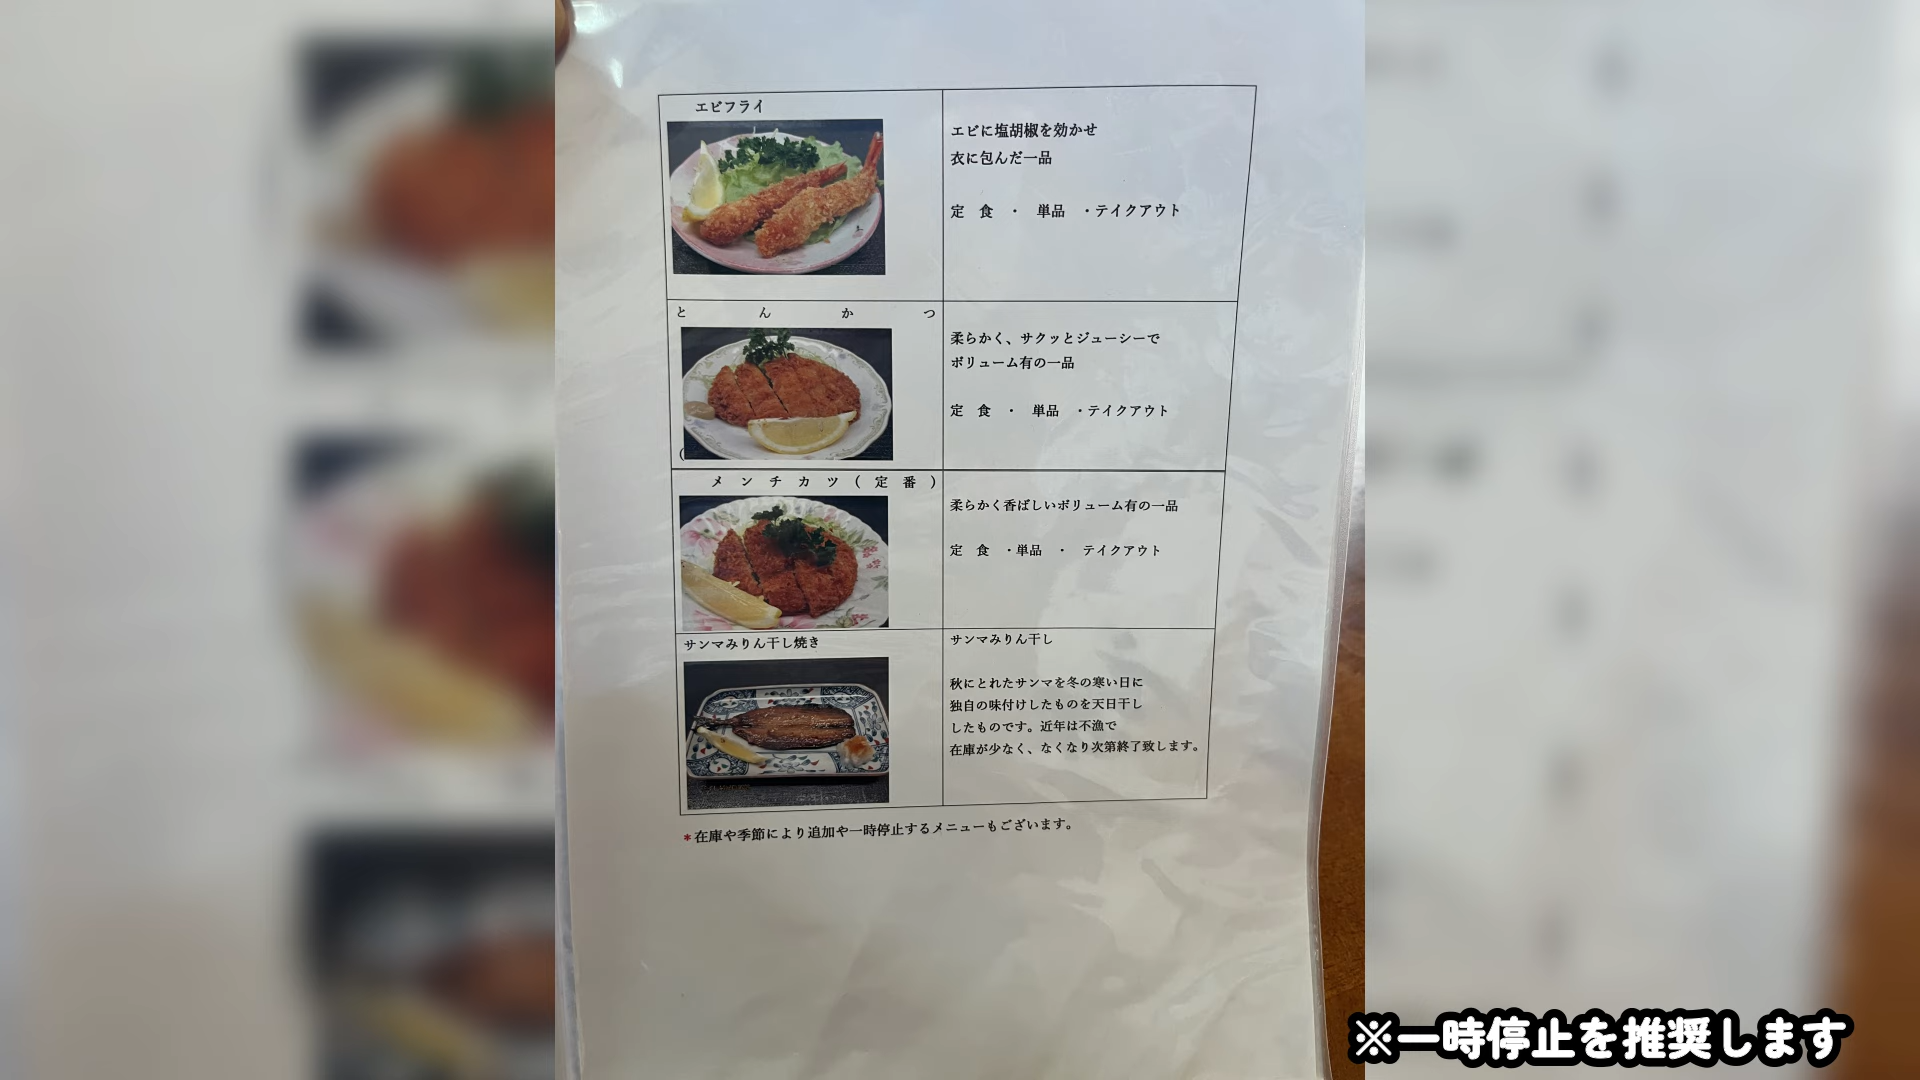 エビフライ
エビに塩胡椒を効かせ
衣に包んだ一品
定 食 ・ 単品 ・テイクアウト
と ん か つ
柔らかく、サクッとジューシーで
ボリューム有の一品
定 食 ・ 単品 ・テイクアウト
(
メ ン チ カ ツ ( 定 番 )
柔らかく香ばしいボリューム有の一品
定 食 ・単品 ・ テイクアウト
サンマみりん干し焼き
サンマみりん干し
秋にとれたサンマを冬の寒い日に
独自の味付けしたものを天日干し
したものです。近年は不漁で
在庫が少なく、なくなり次第終了致します。
*在庫や季節により追加や一時停止するメニューもございます。
※一時停止を推奨します